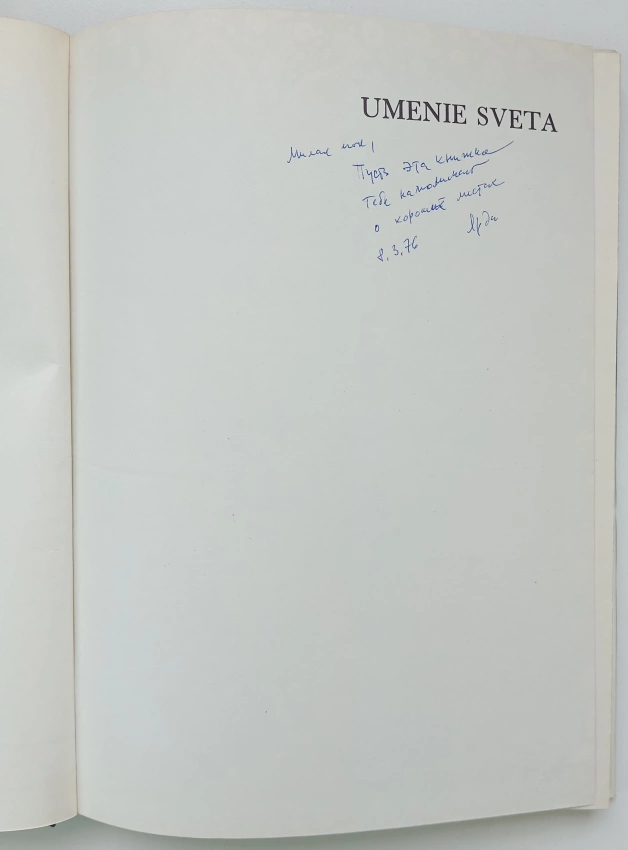 UMENIE SVETA
Милая моя!
Пусть эта книжка
тебе напоминает
о хороших местах
8.3.76